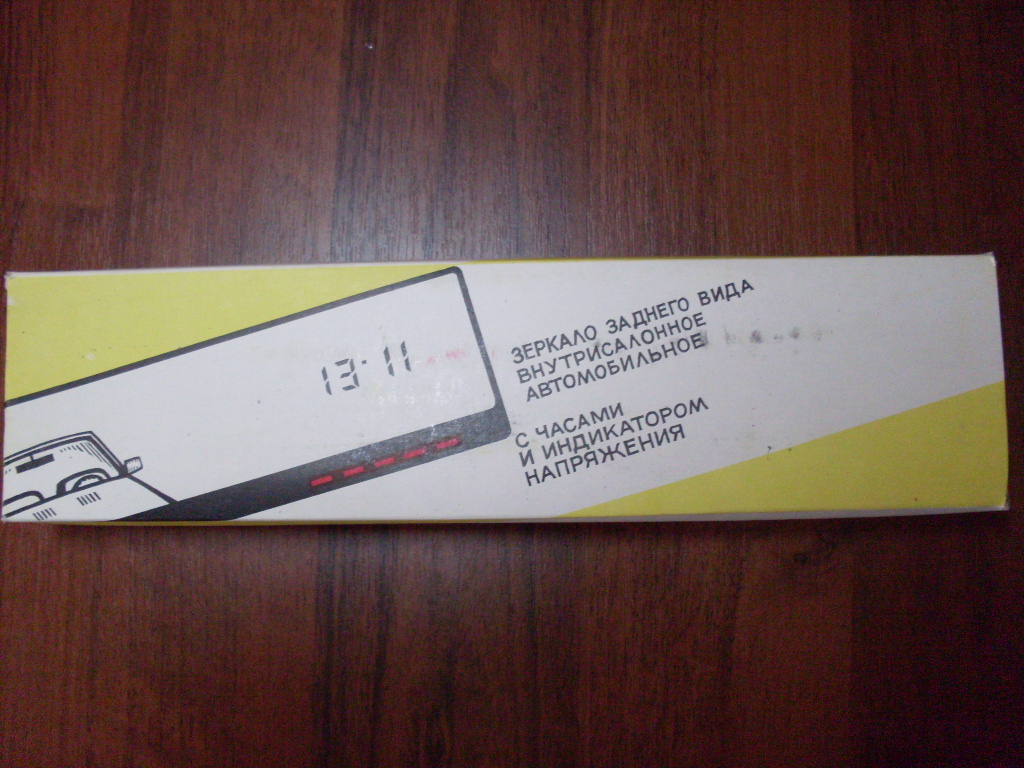 13:11
ЗЕРКАЛО ЗАДНЕГО ВИДА
ВНУТРИСАЛОННОЕ
АВТОМОБИЛЬНОЕ
С ЧАСАМИ
И ИНДИКАТОРОМ
НАПРЯЖЕНИЯ